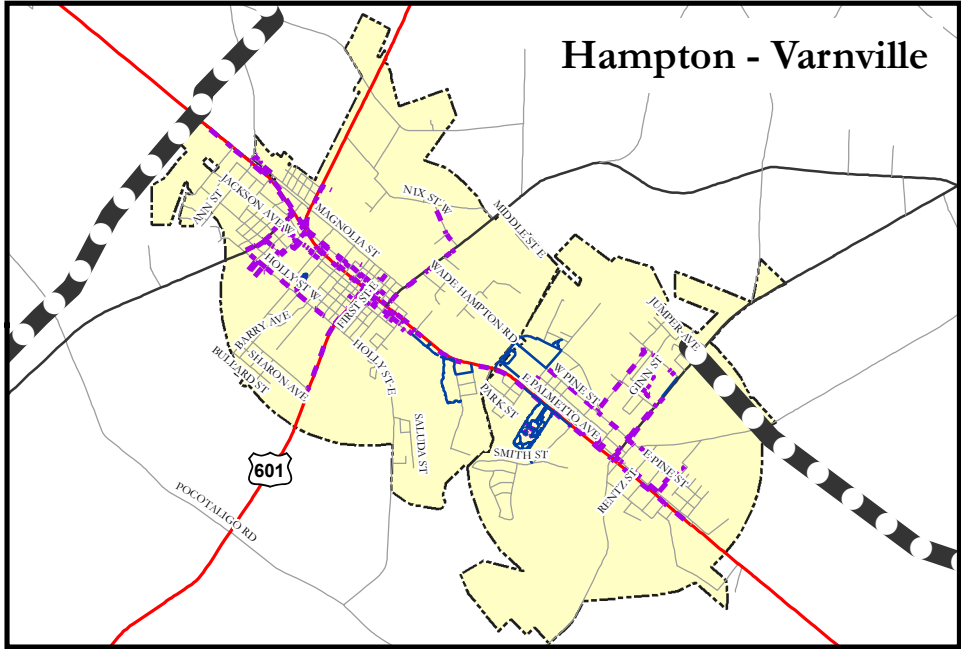 Hampton - Varnville
NIX ST W
MIDDLE ST E
JACKSON AVE W
ANN ST
MAGNOLIA ST
WADE HAMPTON RD
HOLLY ST W
FIRST ST E
JUMPER AVE
BARRY AVE
SHARON AVE
BULLARD ST
HOLLY ST E
W PINE ST
GINN ST
PARK ST
E PALMETTO AVE
SALUDA ST
SMITH ST
E PINE ST
RENTZ ST
601
POCOTALIGO RD